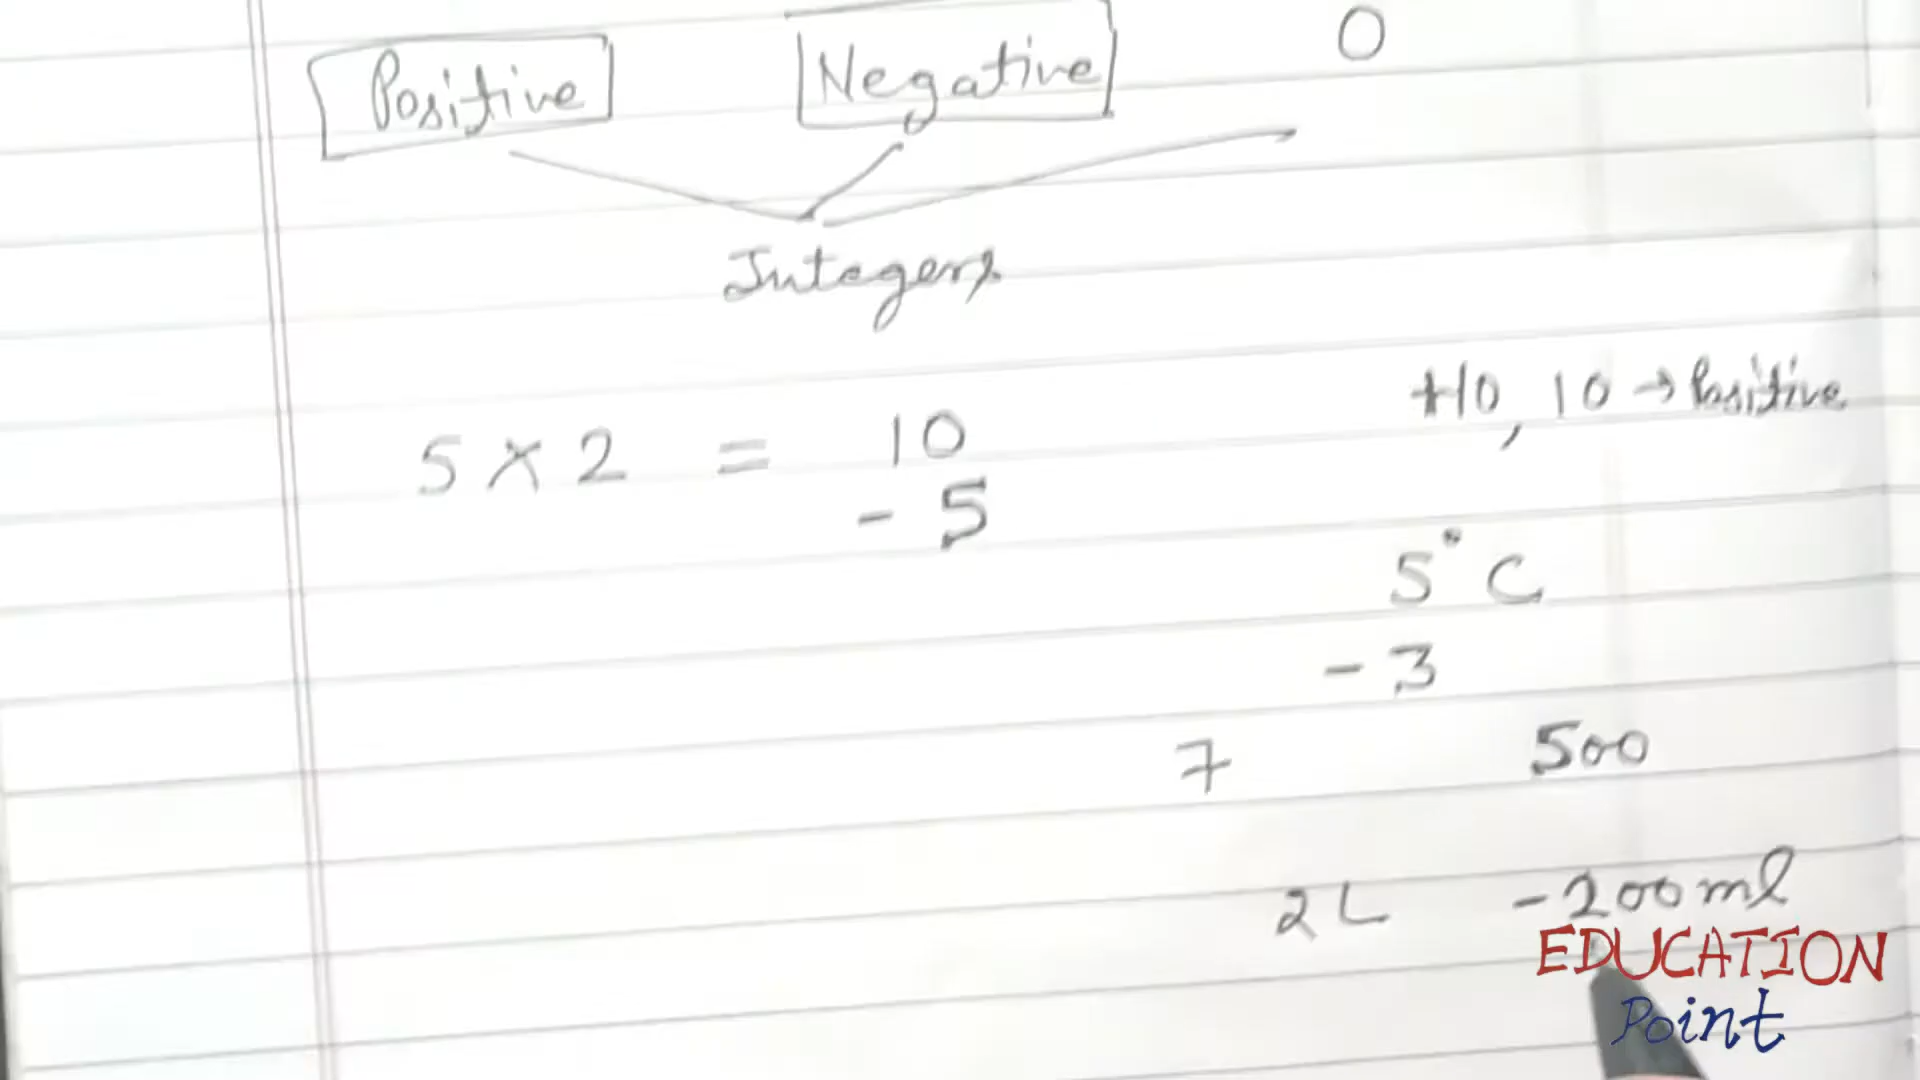 Positive Negative 0
Integers
+10, 10 → Positive
5 × 2 = 10
- 5
5°C
- 3
7 500
2L -200ml
EDUCATION
Point